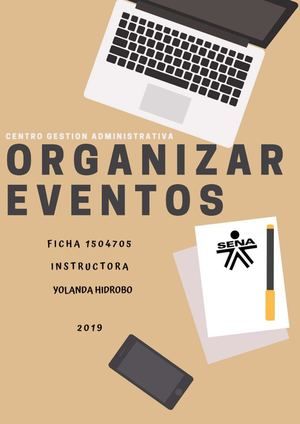 CENTRO GESTION ADMINISTRATIVA
ORGANIZAR
EVENTOS
FICHA 1504705
INSTRUCTORA
YOLANDA HIDROBO
2019
SENA